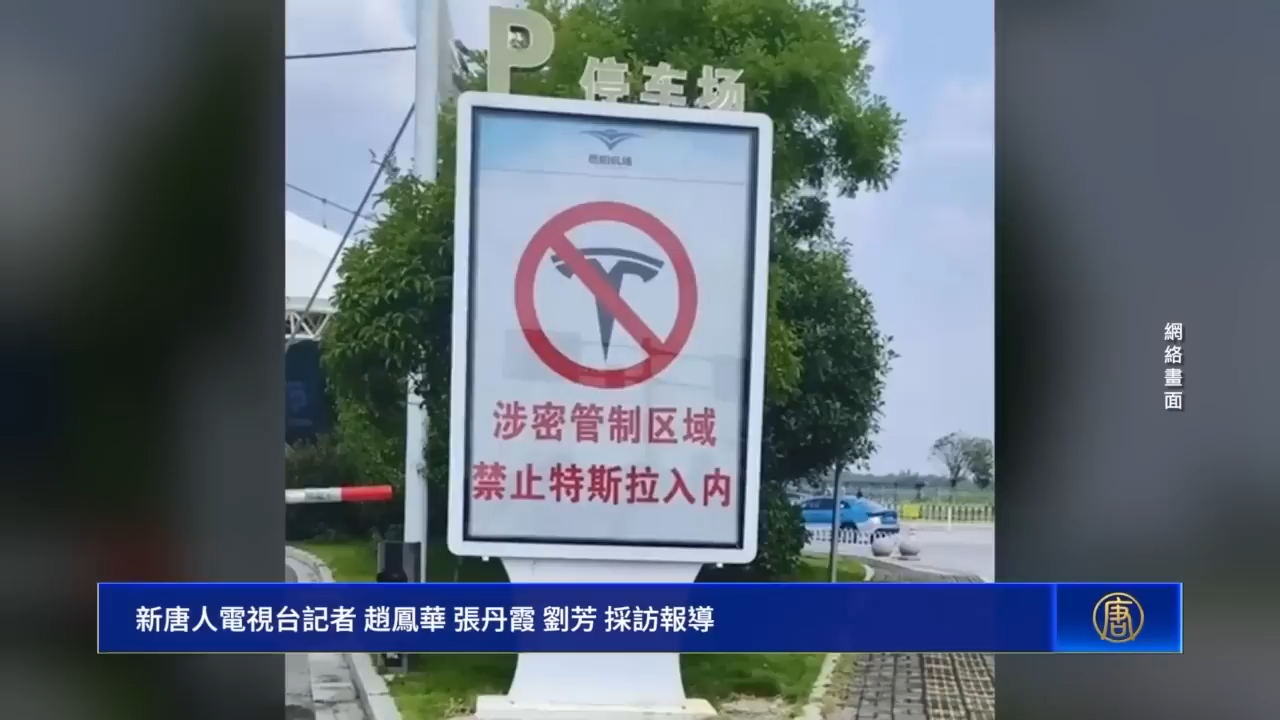 P 停车场
涉密管制区域
禁止特斯拉入内
網絡畫面
新唐人電視台記者 趙鳳華 張丹霞 劉芳 採訪報導
唐